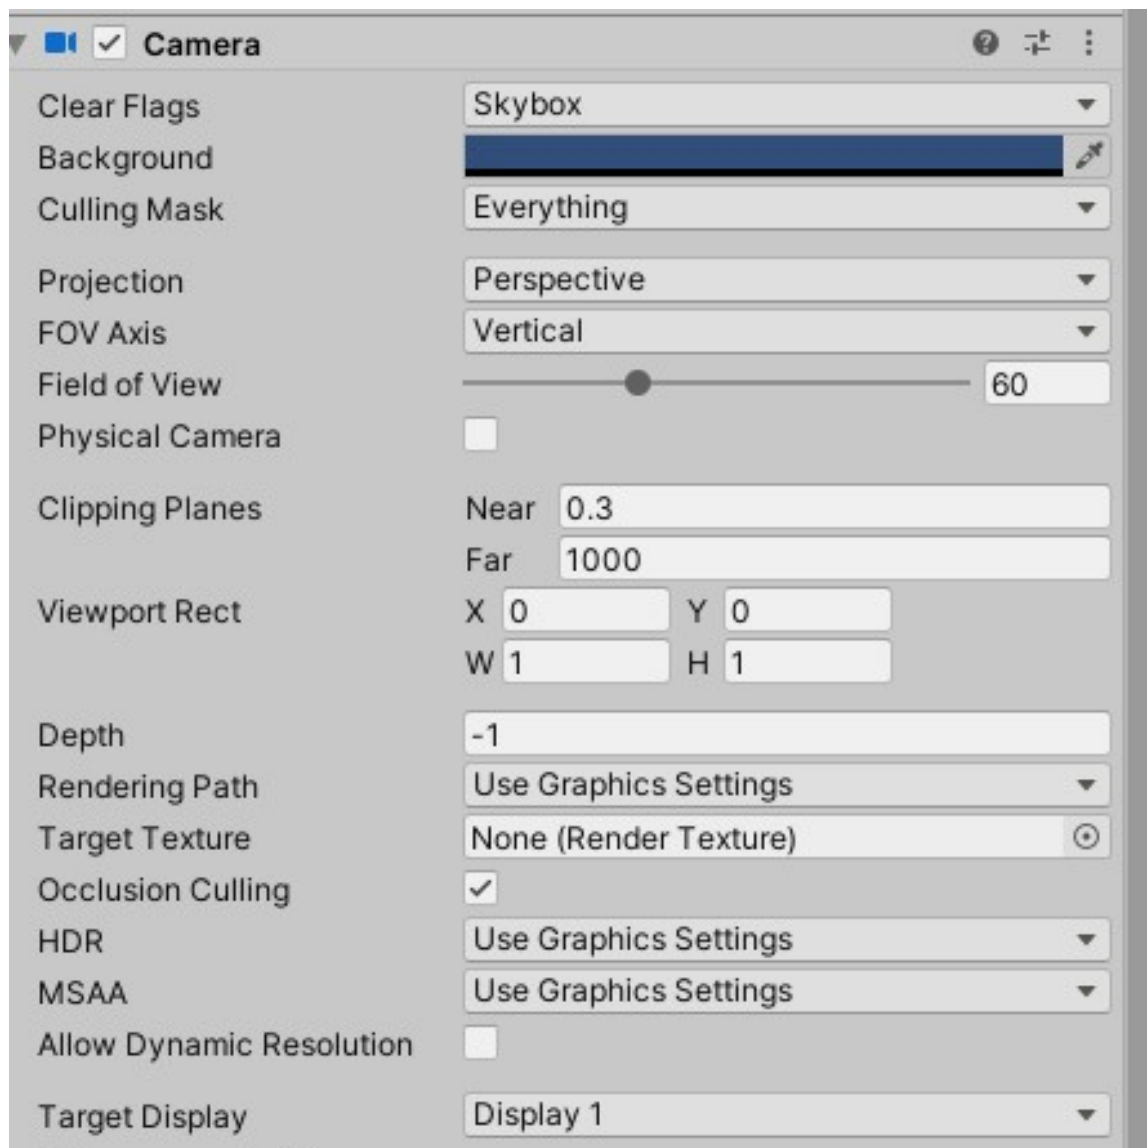 Camera
Clear Flags Skybox
Background
Culling Mask Everything
Projection Perspective
FOV Axis Vertical
Field of View 60
Physical Camera
Clipping Planes Near 0.3
Far 1000
Viewport Rect X 0 Y 0
W 1 H 1
Depth -1
Rendering Path Use Graphics Settings
Target Texture None (Render Texture)
Occlusion Culling
HDR Use Graphics Settings
MSAA Use Graphics Settings
Allow Dynamic Resolution
Target Display Display 1